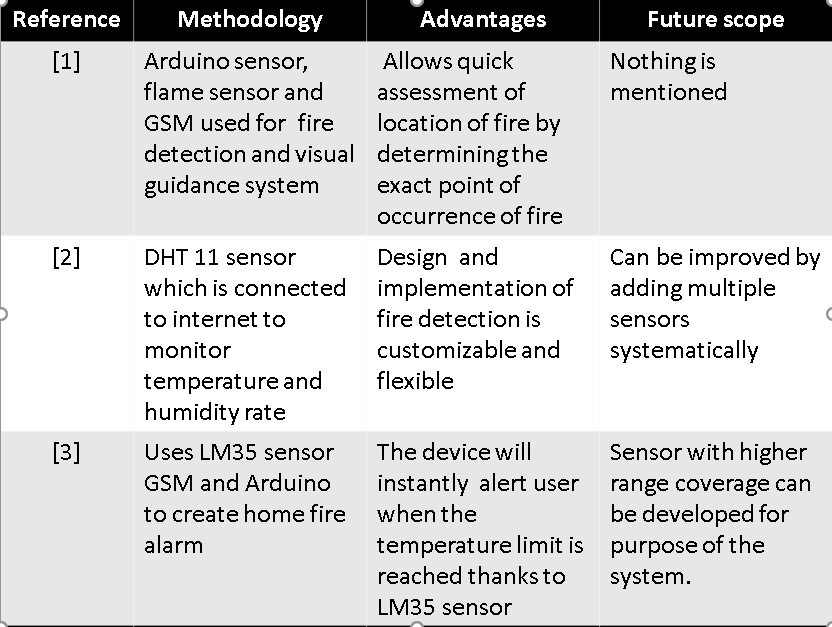 Reference Methodology Advantages Future scope
[1]
Arduino sensor,
flame sensor and
GSM used for fire
detection and visual
guidance system
Allows quick
assessment of
location of fire by
determining the
exact point of
occurrence of fire
Nothing is
mentioned
[2]
DHT 11 sensor
which is connected
to internet to
monitor
temperature and
humidity rate
Design and
implementation of
fire detection is
customizable and
flexible
Can be improved by
adding multiple
sensors
systematically
[3]
Uses LM35 sensor
GSM and Arduino
to create home fire
alarm
The device will
instantly alert user
when the
temperature limit is
reached thanks to
LM35 sensor
Sensor with higher
range coverage can
be developed for
purpose of the
system.